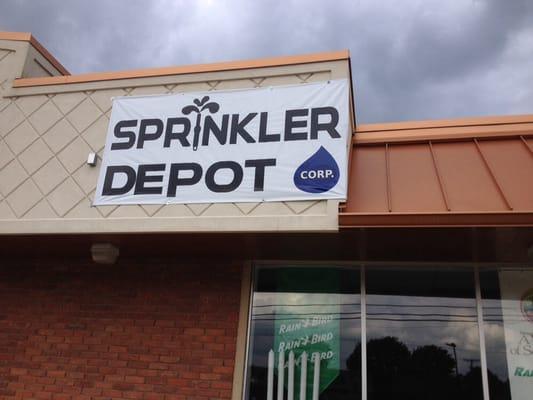 SPRINKLER
DEPOT
CORP.
RAIN BIRD
RAIN BIRD
RAIN BIRD